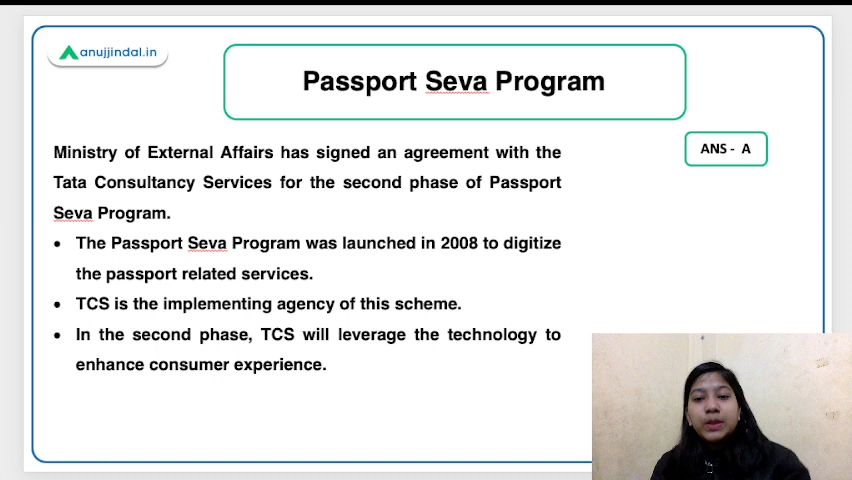 anujjindal.in
Passport Seva Program
ANS - A
Ministry of External Affairs has signed an agreement with the
Tata Consultancy Services for the second phase of Passport
Seva Program.
• The Passport Seva Program was launched in 2008 to digitize
the passport related services.
• TCS is the implementing agency of this scheme.
• In the second phase, TCS will leverage the technology to
enhance consumer experience.